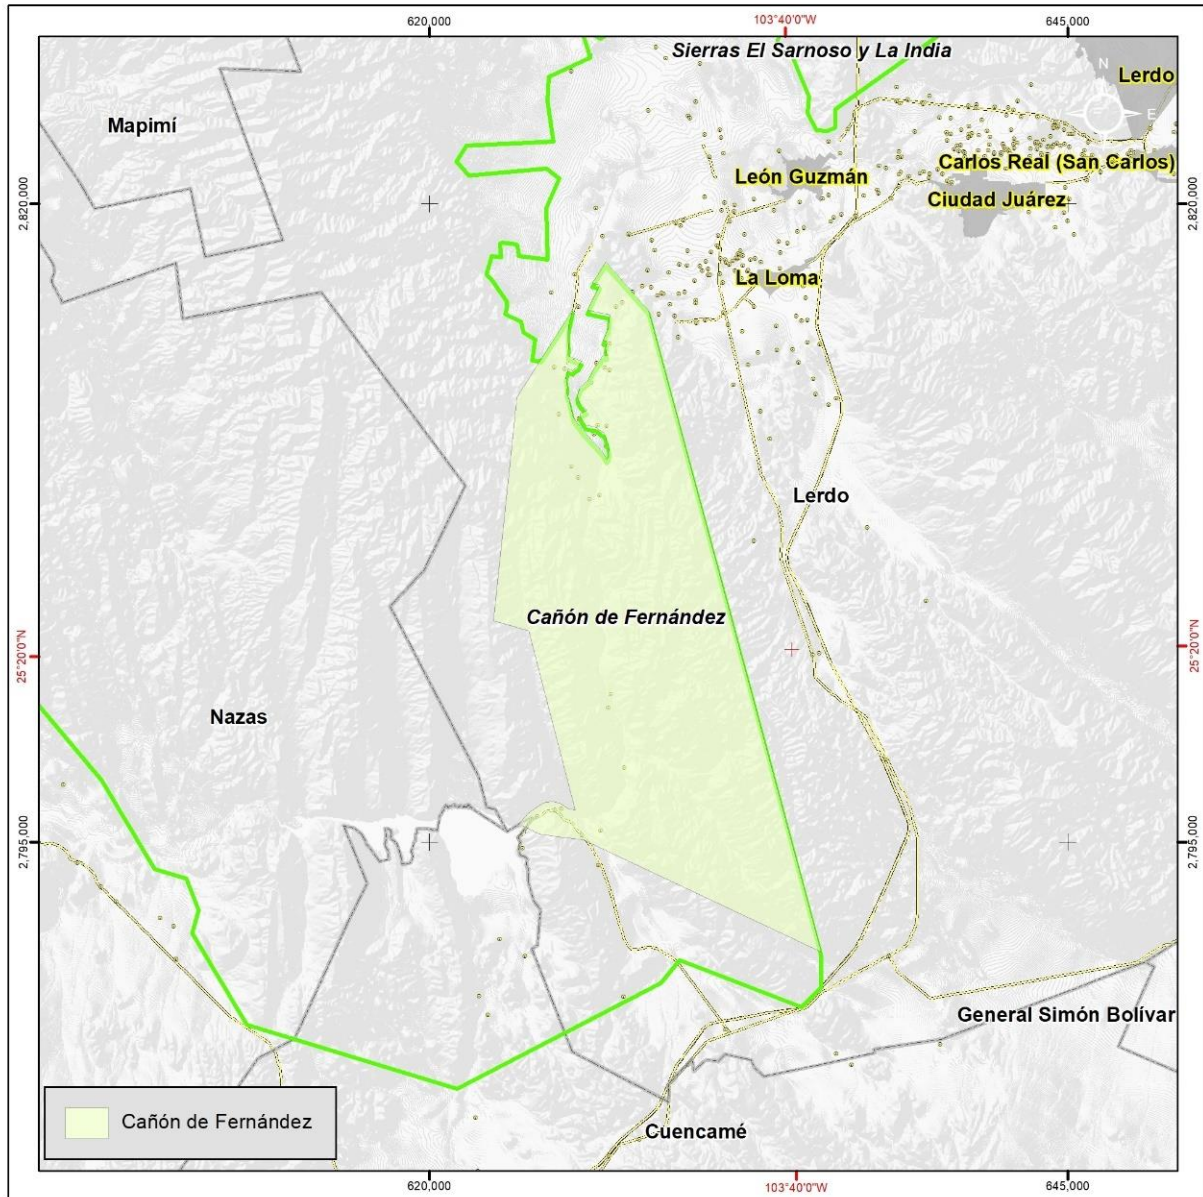 620,000
103°40'0"W
645,000
Sierras El Sarnoso y La India
N
E
Lerdo
Mapimí
Carlos Real (San Carlos)
León Guzmán
Ciudad Juárez
2,820,000
2,820,000
La Loma
Lerdo
Cañón de Fernández
25°20'0"N
25°20'0"N
Nazas
2,795,000
2,795,000
General Simón Bolívar
Cañón de Fernández
Cuencamé
620,000
103°40'0"W
645,000